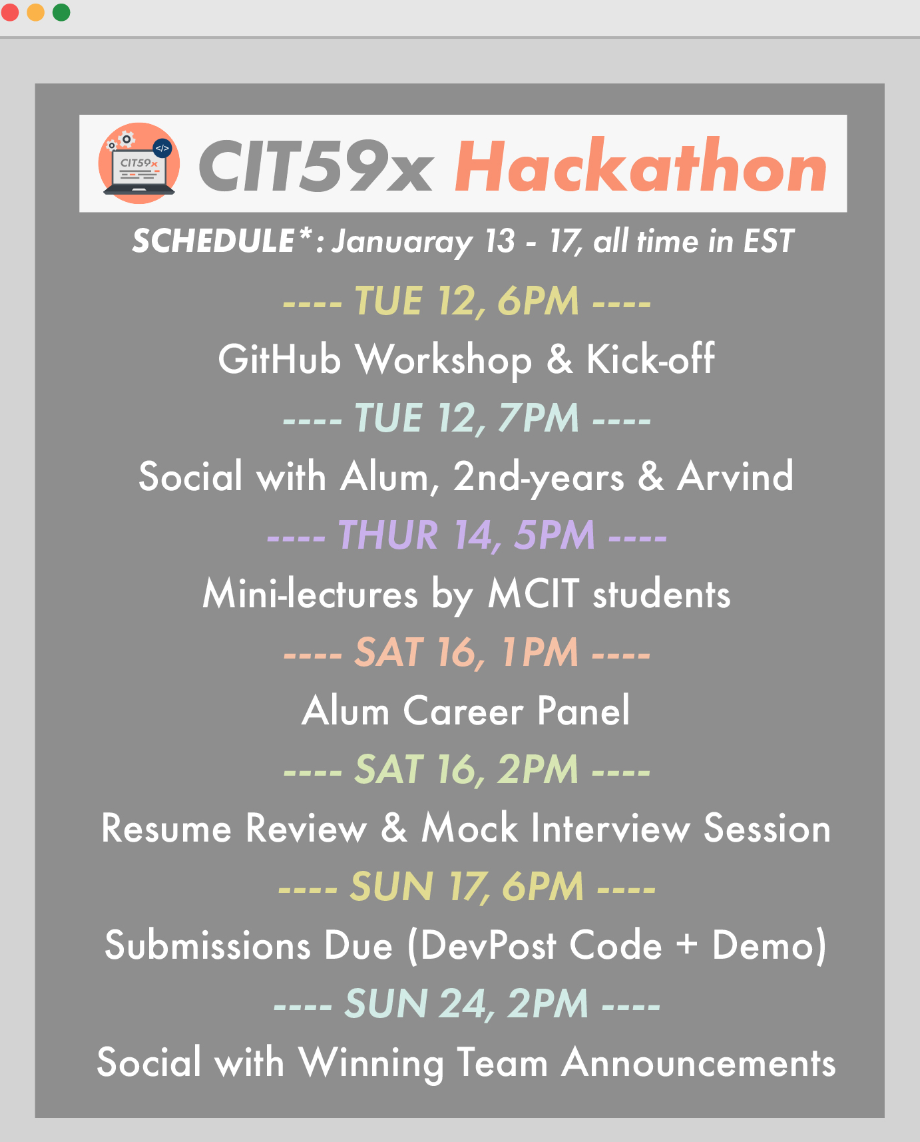 </>
CIT59x
CIT59x Hackathon
SCHEDULE*: Januaray 13 - 17, all time in EST
---- TUE 12, 6PM ----
GitHub Workshop & Kick-off
---- TUE 12, 7PM ----
Social with Alum, 2nd-years & Arvind
---- THUR 14, 5PM ----
Mini-lectures by MCIT students
---- SAT 16, 1PM ----
Alum Career Panel
---- SAT 16, 2PM ----
Resume Review & Mock Interview Session
---- SUN 17, 6PM ----
Submissions Due (DevPost Code + Demo)
---- SUN 24, 2PM ----
Social with Winning Team Announcements